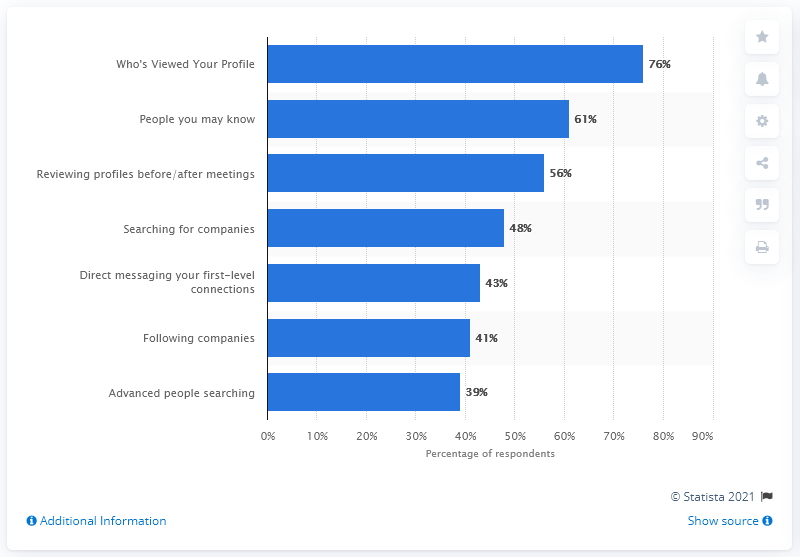 Who's Viewed Your Profile
76%
People you may know
61%
Reviewing profiles before/after meetings
56%
Searching for companies
48%
Direct messaging your first-level
connections
43%
Following companies
41%
Advanced people searching
39%
0% 10% 20% 30% 40% 50% 60% 70% 80% 90%
Percentage of respondents
© Statista 2021
Additional Information
Show source